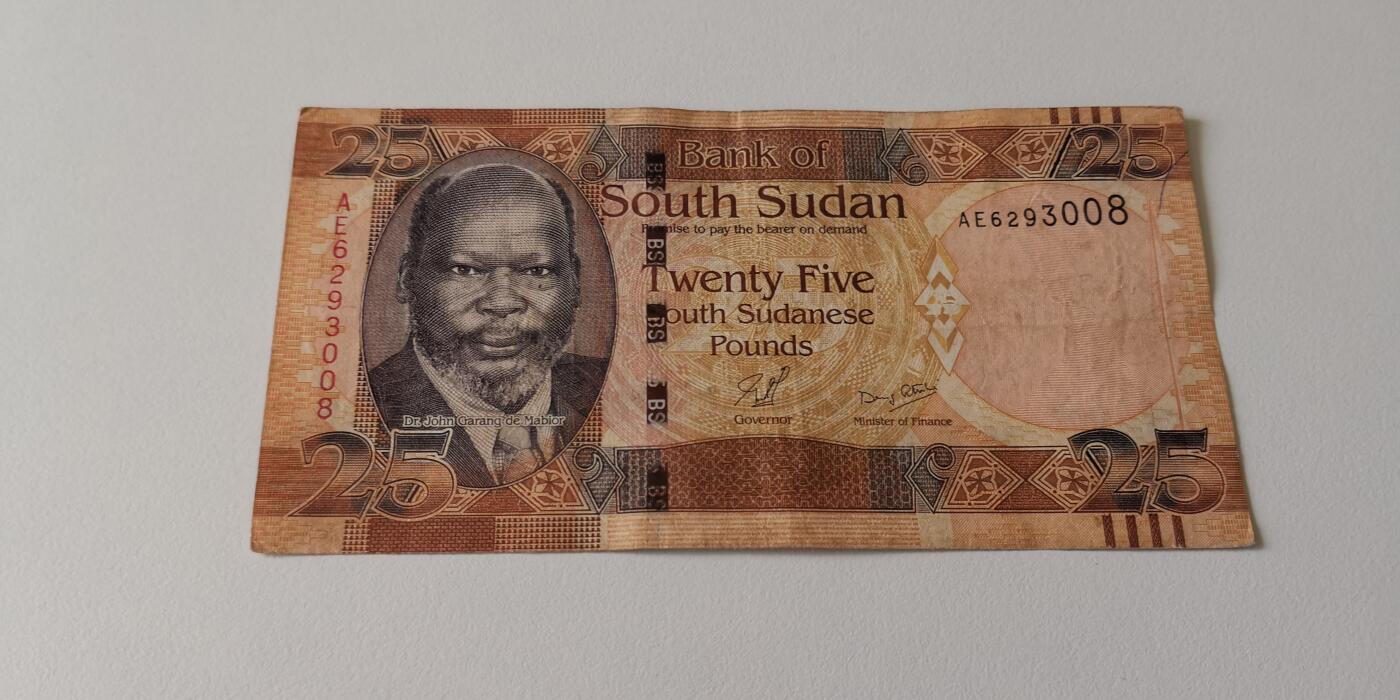 25
25
Bank of
South Sudan
Promise to pay the bearer on demand
AE6293008
AE6293008
Twenty Five
South Sudanese
Pounds
Governor
Minister of Finance
Dr. John Garang de Mabior
25
25